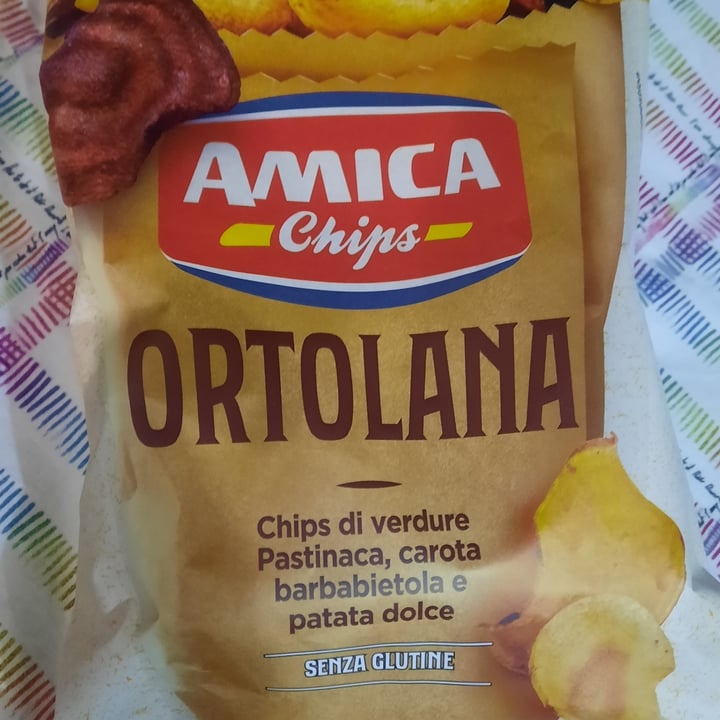 AMICA
Chips
ORTOLANA
Chips di verdure
Pastinaca, carota
barbabietola e
patata dolce
SENZA GLUTINE